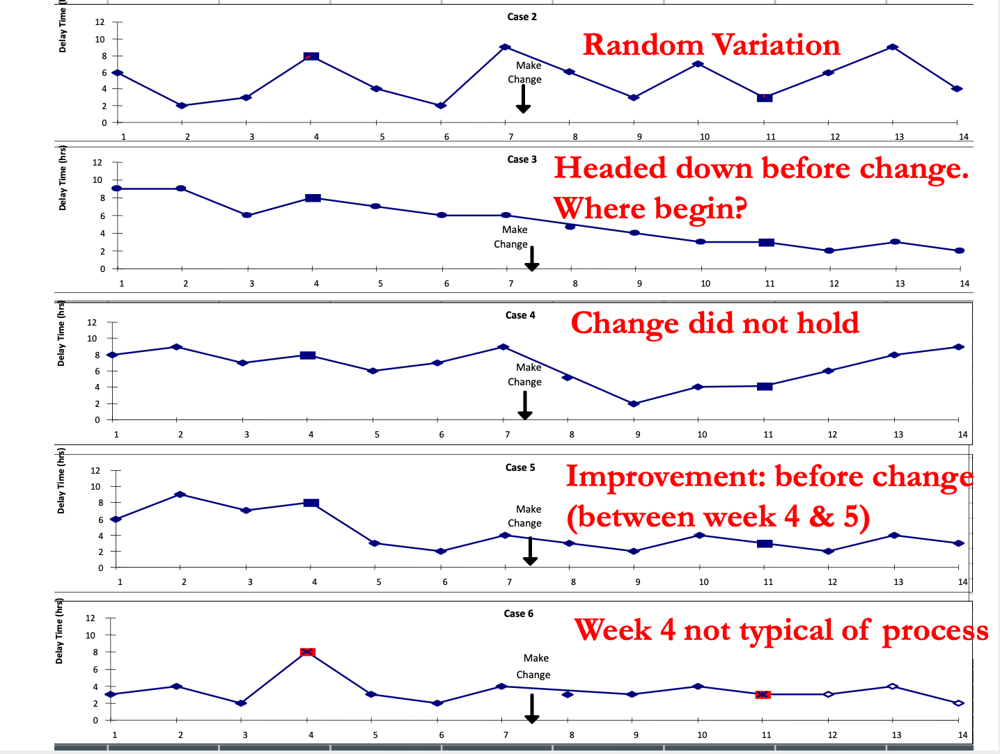 Delay Time (h
Case 2
Random Variation
12
10
8
6
4
2
0
Make
Change
1 2 3 4 5 6 7 8 9 10 11 12 13 14
Delay Time (hrs)
Case 3
Headed down before change.
Where begin?
12
10
8
6
4
2
0
Make
Change
1 2 3 4 5 6 7 8 9 10 11 12 13 14
Delay Time (hrs)
Case 4
Change did not hold
12
10
8
6
4
2
0
Make
Change
1 2 3 4 5 6 7 8 9 10 11 12 13 14
Delay Time (hrs)
Case 5
Improvement: before change
(between week 4 & 5)
12
10
8
6
4
2
0
Make
Change
1 2 3 4 5 6 7 8 9 10 11 12 13 14
Delay Time (hrs)
Case 6
Week 4 not typical of process
12
10
8
6
4
2
0
Make
Change
1 2 3 4 5 6 7 8 9 10 11 12 13 14